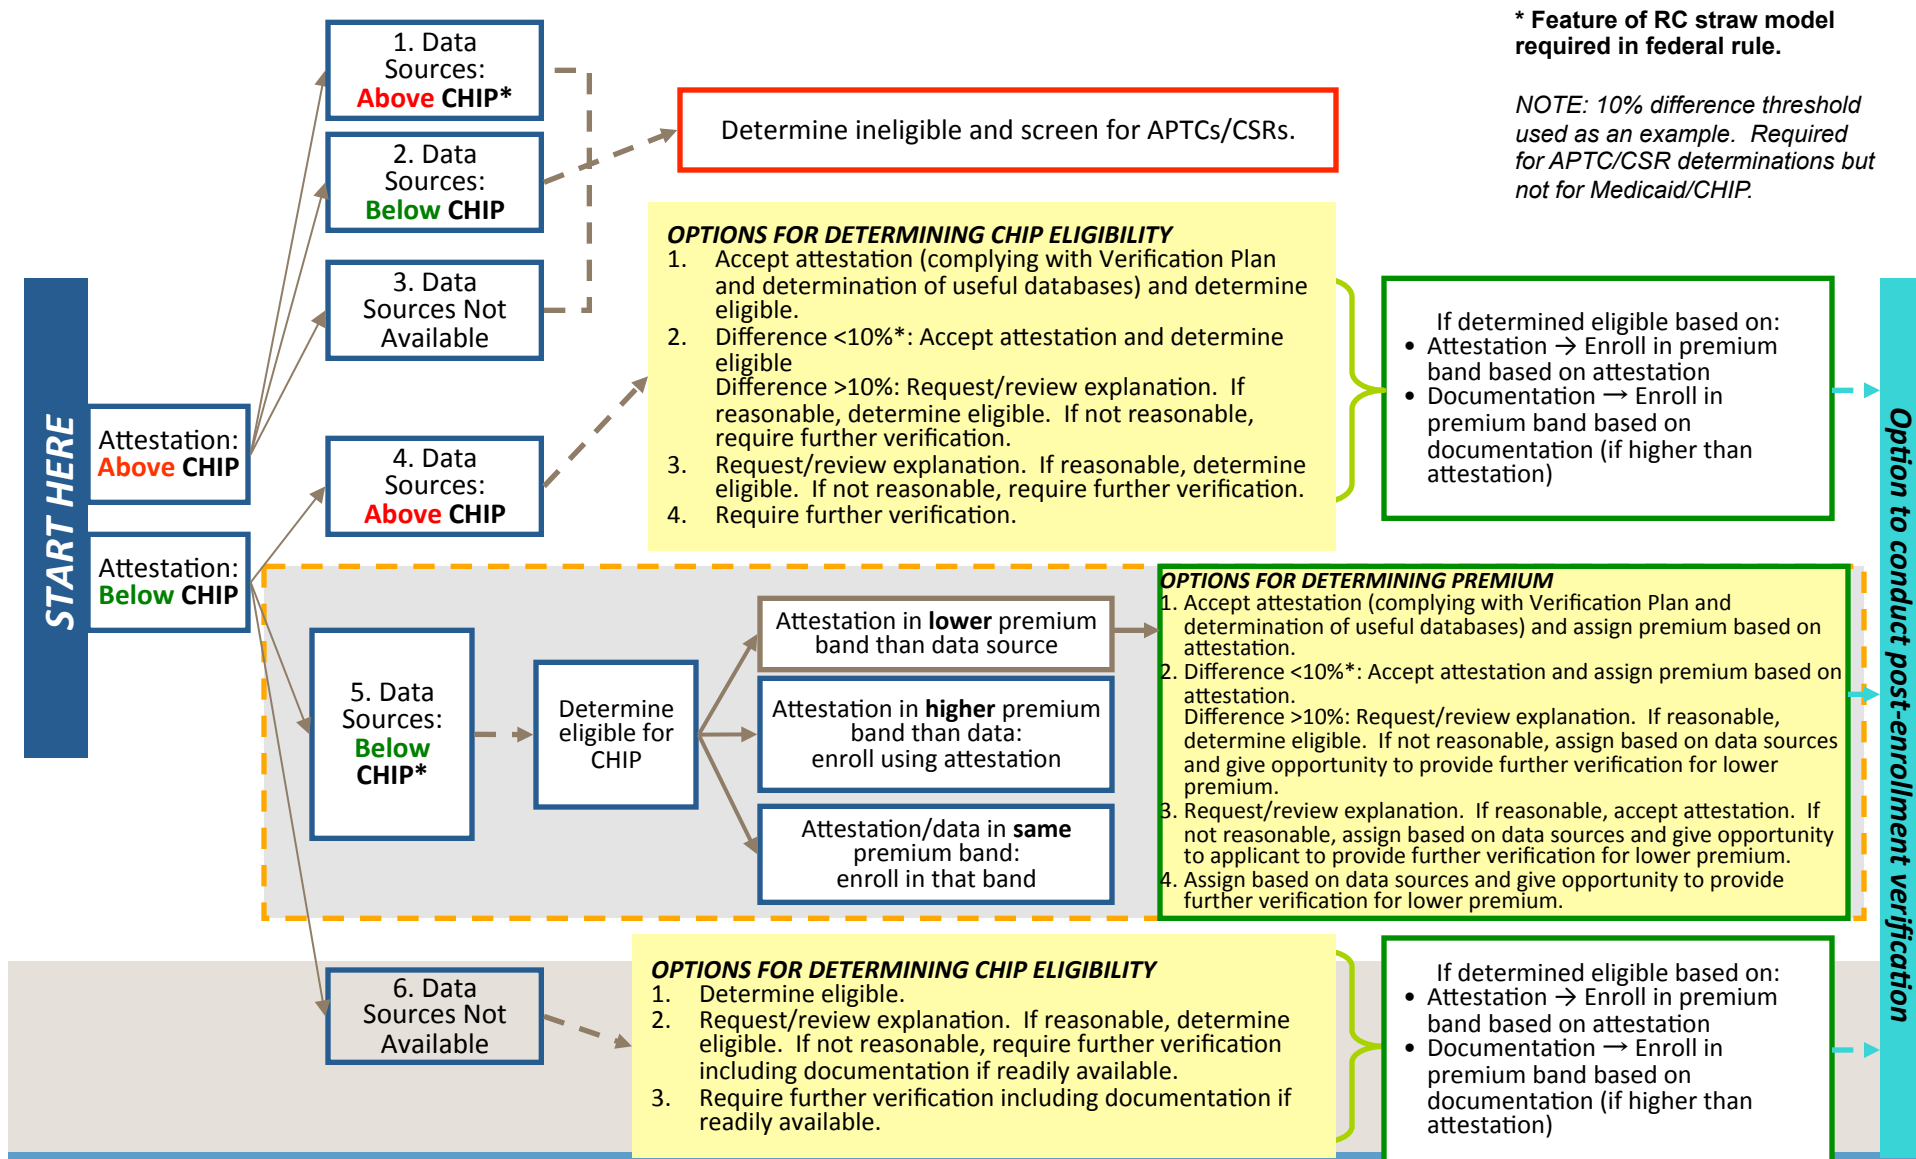 * Feature of RC straw model
required in federal rule.
NOTE: 10% difference threshold
used as an example.  Required
for APTC/CSR determinations but
not for Medicaid/CHIP.
START HERE
Attestation:
Above CHIP
Attestation:
Below CHIP
1. Data
Sources:
Above CHIP*
2. Data
Sources:
Below CHIP
3. Data
Sources Not
Available
4. Data
Sources:
Above CHIP
Determine ineligible and screen for APTCs/CSRs.
OPTIONS FOR DETERMINING CHIP ELIGIBILITY
1. Accept attestation (complying with Verification Plan
and determination of useful databases) and determine
eligible.
2. Difference <10%*: Accept attestation and determine
eligible
Difference >10%: Request/review explanation.  If
reasonable, determine eligible.  If not reasonable,
require further verification.
3. Request/review explanation.  If reasonable, determine
eligible.  If not reasonable, require further verification.
4. Require further verification.
If determined eligible based on:
• Attestation → Enroll in premium
band based on attestation
• Documentation → Enroll in
premium band based on
documentation (if higher than
attestation)
5. Data
Sources:
Below
CHIP*
Determine
eligible for
CHIP
Attestation in lower premium
band than data source
Attestation in higher premium
band than data:
enroll using attestation
Attestation/data in same
premium band:
enroll in that band
OPTIONS FOR DETERMINING PREMIUM
1. Accept attestation (complying with Verification Plan and
determination of useful databases) and assign premium based on
attestation.
2. Difference <10%*: Accept attestation and assign premium based on
attestation.
Difference >10%: Request/review explanation.  If reasonable,
determine eligible.  If not reasonable, assign based on data sources
and give opportunity to provide further verification for lower
premium.
3. Request/review explanation.  If reasonable, accept attestation.  If
not reasonable, assign based on data sources and give opportunity
to applicant to provide further verification for lower premium.
4. Assign based on data sources and give opportunity to provide
further verification for lower premium.
6. Data
Sources Not
Available
OPTIONS FOR DETERMINING CHIP ELIGIBILITY
1. Determine eligible.
2. Request/review explanation.  If reasonable, determine
eligible.  If not reasonable, require further verification
including documentation if readily available.
3. Require further verification including documentation if
readily available.
If determined eligible based on:
• Attestation → Enroll in premium
band based on attestation
• Documentation → Enroll in
premium band based on
documentation (if higher than
attestation)
Option to conduct post-enrollment verification